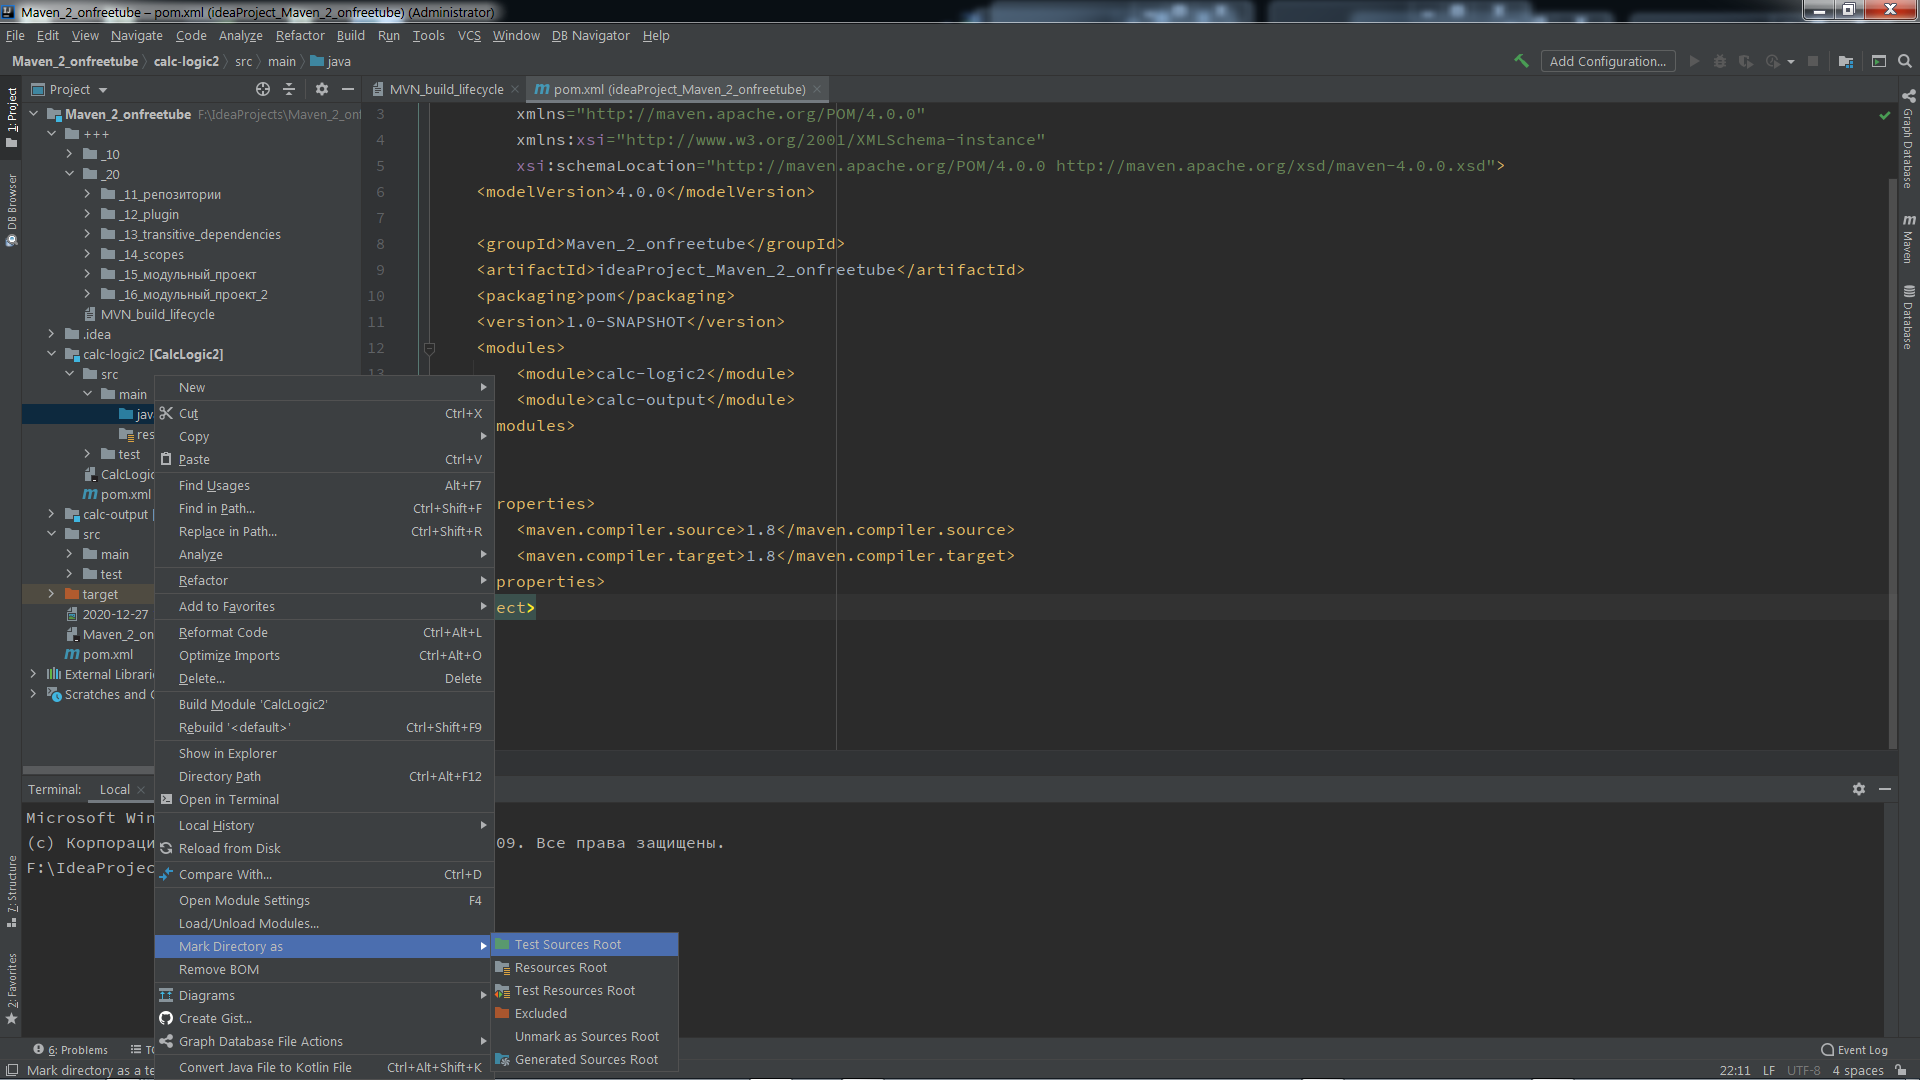 Maven_2_onfreetube – pom.xml (ideaProject_Maven_2_onfreetube) (Administrator)
File Edit View Navigate Code Analyze Refactor Build Run Tools VCS Window DB Navigator Help
Maven_2_onfreetube calc-logic2 src main java
Add Configuration...
1: Project
DB Browser
7: Structure
2: Favorites
Project
Maven_2_onfreetube F:\IdeaProjects\Maven_2_onf
+++
_10
_20
_11_репозитории
_12_plugin
_13_transitive_dependencies
_14_scopes
_15_модульный_проект
_16_модульный_проект_2
MVN_build_lifecycle
.idea
calc-logic2 [CalcLogic2]
src
main
jav
res
test
CalcLogic
pom.xml
calc-output [
src
main
test
target
2020-12-27
Maven_2_on
pom.xml
External Librari
Scratches and C
MVN_build_lifecycle
pom.xml (ideaProject_Maven_2_onfreetube)
3 xmlns="http://maven.apache.org/POM/4.0.0"
4 xmlns:xsi="http://www.w3.org/2001/XMLSchema-instance"
5 xsi:schemaLocation="http://maven.apache.org/POM/4.0.0 http://maven.apache.org/xsd/maven-4.0.0.xsd">
6 <modelVersion>4.0.0</modelVersion>
7
8 <groupId>Maven_2_onfreetube</groupId>
9 <artifactId>ideaProject_Maven_2_onfreetube</artifactId>
10 <packaging>pom</packaging>
11 <version>1.0-SNAPSHOT</version>
12 <modules>
13 <module>calc-logic2</module>
<module>calc-output</module>
modules>
roperties>
<maven.compiler.source>1.8</maven.compiler.source>
<maven.compiler.target>1.8</maven.compiler.target>
properties>
ect>
Graph Database
Maven
Database
New
Cut Ctrl+X
Copy
Paste Ctrl+V
Find Usages Alt+F7
Find in Path... Ctrl+Shift+F
Replace in Path... Ctrl+Shift+R
Analyze
Refactor
Add to Favorites
Reformat Code Ctrl+Alt+L
Optimize Imports Ctrl+Alt+O
Delete... Delete
Build Module 'CalcLogic2'
Rebuild '<default>' Ctrl+Shift+F9
Show in Explorer
Directory Path Ctrl+Alt+F12
Open in Terminal
Local History
Reload from Disk
Compare With... Ctrl+D
Open Module Settings F4
Load/Unload Modules...
Mark Directory as
Remove BOM
Diagrams
Create Gist...
Graph Database File Actions
Convert Java File to Kotlin File Ctrl+Alt+Shift+K
Test Sources Root
Resources Root
Test Resources Root
Excluded
Unmark as Sources Root
Generated Sources Root
Terminal: Local
Microsoft Win
(c) Корпораци 09. Все права защищены.
F:\IdeaProjec
6: Problems TO
Event Log
Mark directory as a te
22:11 LF UTF-8 4 spaces